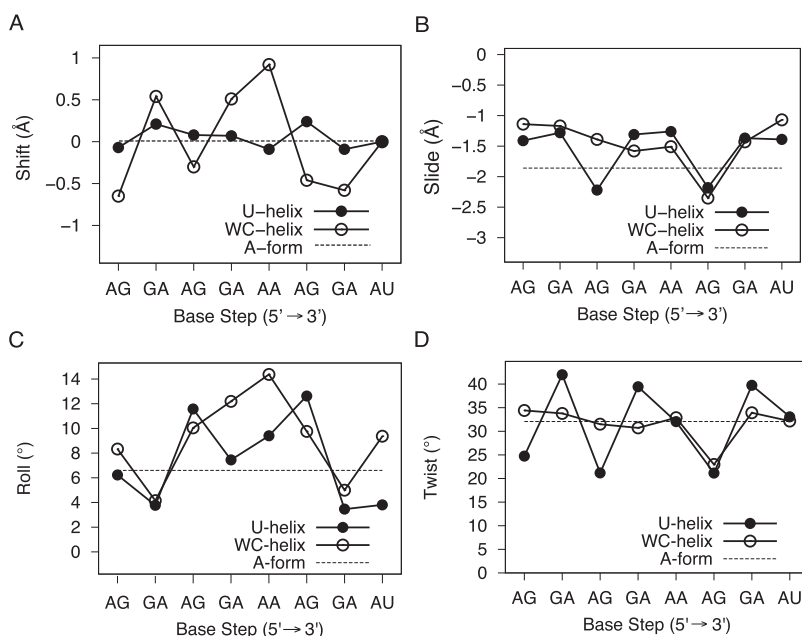 A
1
0.5
0
−0.5
−1
Shift (Å)
U−helix
WC−helix
A−form
AG GA AG GA AA AG GA AU
Base Step (5' → 3')
B
0
−0.5
−1
−1.5
−2
−2.5
−3
Slide (Å)
U−helix
WC−helix
A−form
AG GA AG GA AA AG GA AU
Base Step (5' → 3')
C
14
12
10
8
6
4
2
0
Roll (°)
U-helix
WC-helix
A-form
AG GA AG GA AA AG GA AU
Base Step (5' → 3')
D
40
35
30
25
20
15
10
5
0
Twist (°)
U-helix
WC-helix
A-form
AG GA AG GA AA AG GA AU
Base Step (5' → 3')